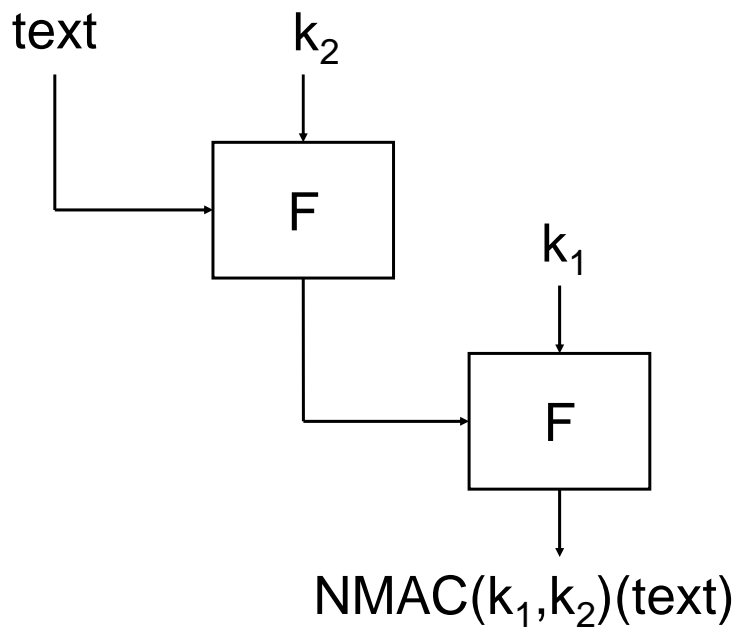 text
k₂
F
k₁
F
NMAC(k₁,k₂)(text)